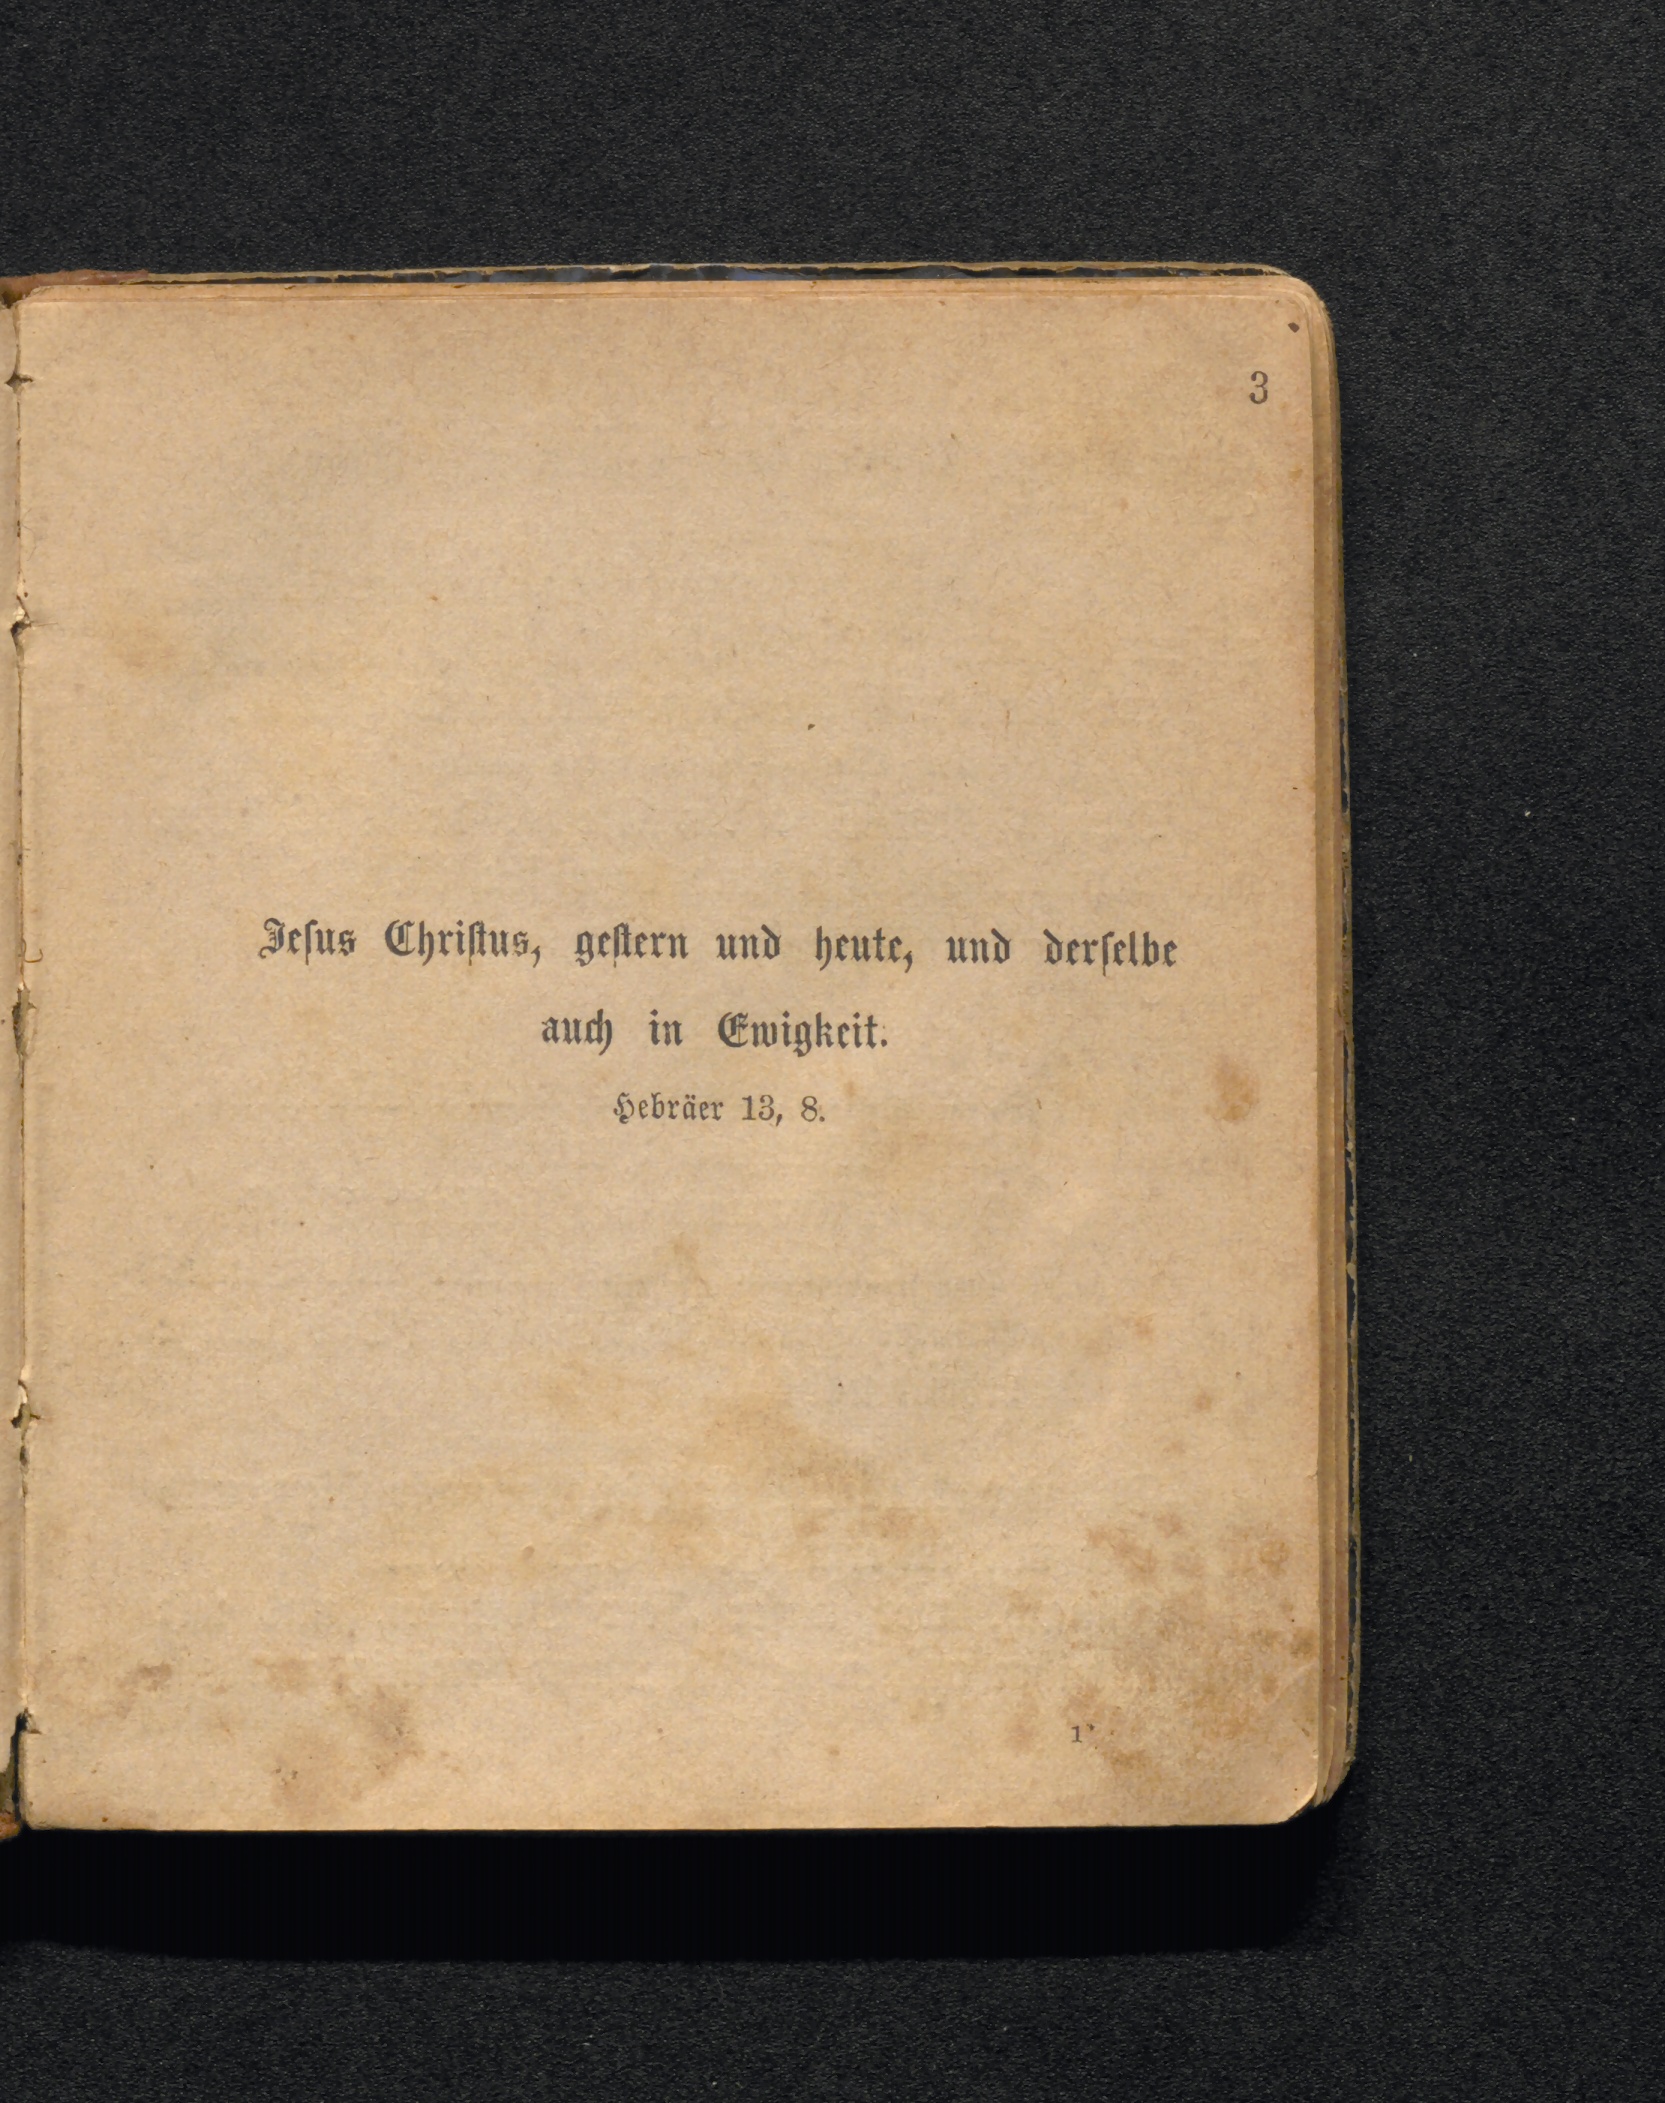 3
Jeſus Chriſtus, geſtern und heute, und derſelbe
auch in Ewigkeit.
Hebräer 13, 8.
1*